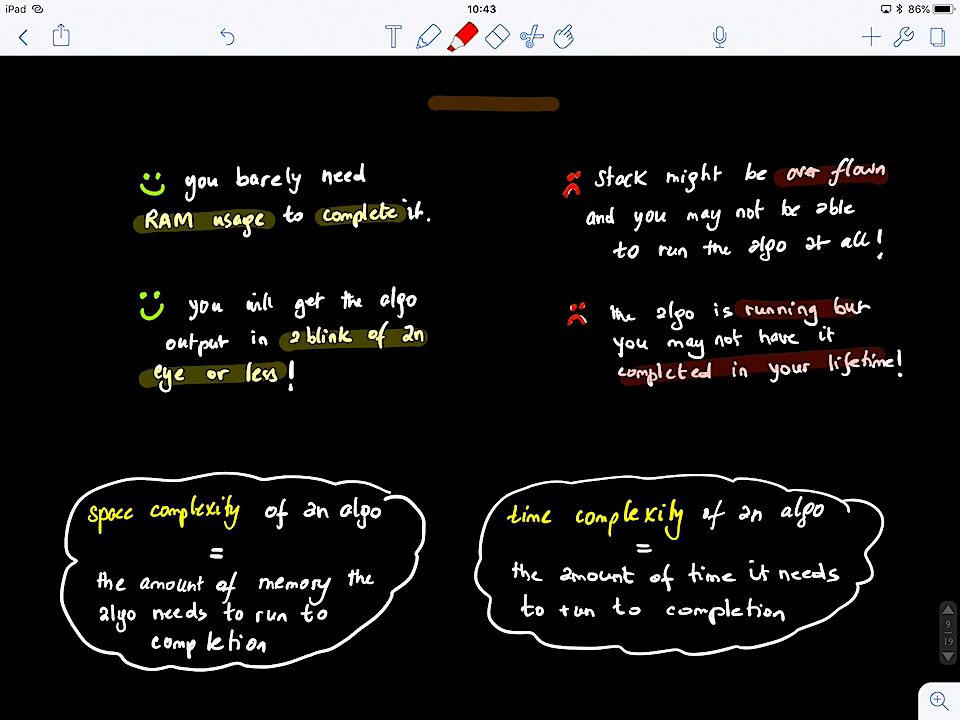 iPad
10:43
86%
T
you barely need
RAM usage to complete it.
you will get the algo
output in a blink of an
eye or less!
Stack might be over flown
and you may not be able
to run the algo at all!
the algo is running but
you may not have it
completed in your lifetime!
space complexity of an algo
=
the amount of memory the
algo needs to run to
completion
time complexity of an algo
=
the amount of time it needs
to run to completion
9
19